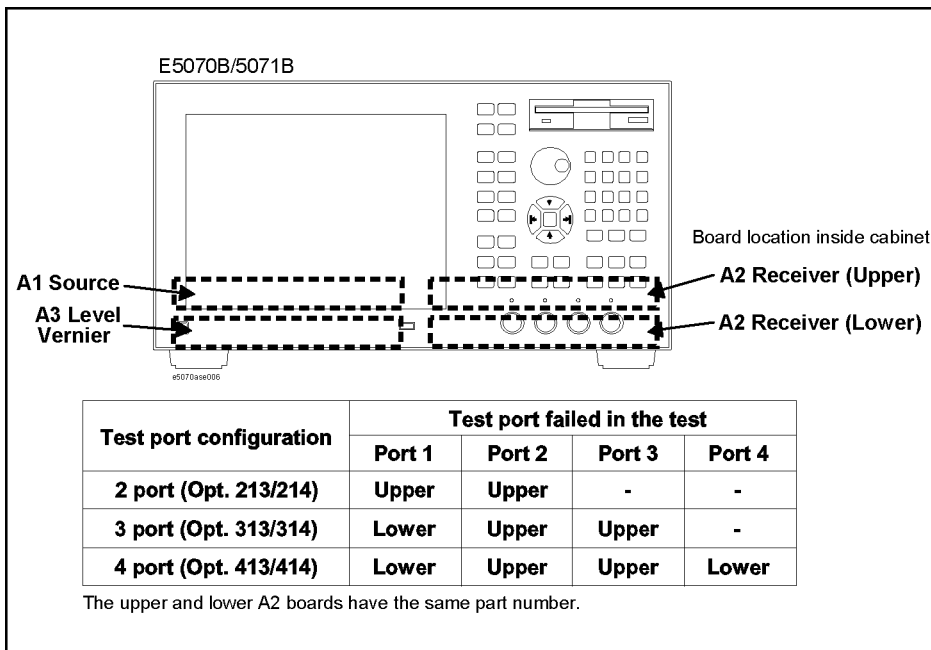 E5070B/5071B
Board location inside cabinet
A1 Source
A2 Receiver (Upper)
A3 Level
Vernier
A2 Receiver (Lower)
e5070ase006
Test port configuration
Test port failed in the test
Port 1 Port 2 Port 3 Port 4
2 port (Opt. 213/214) Upper Upper - -
3 port (Opt. 313/314) Lower Upper Upper -
4 port (Opt. 413/414) Lower Upper Upper Lower
The upper and lower A2 boards have the same part number.